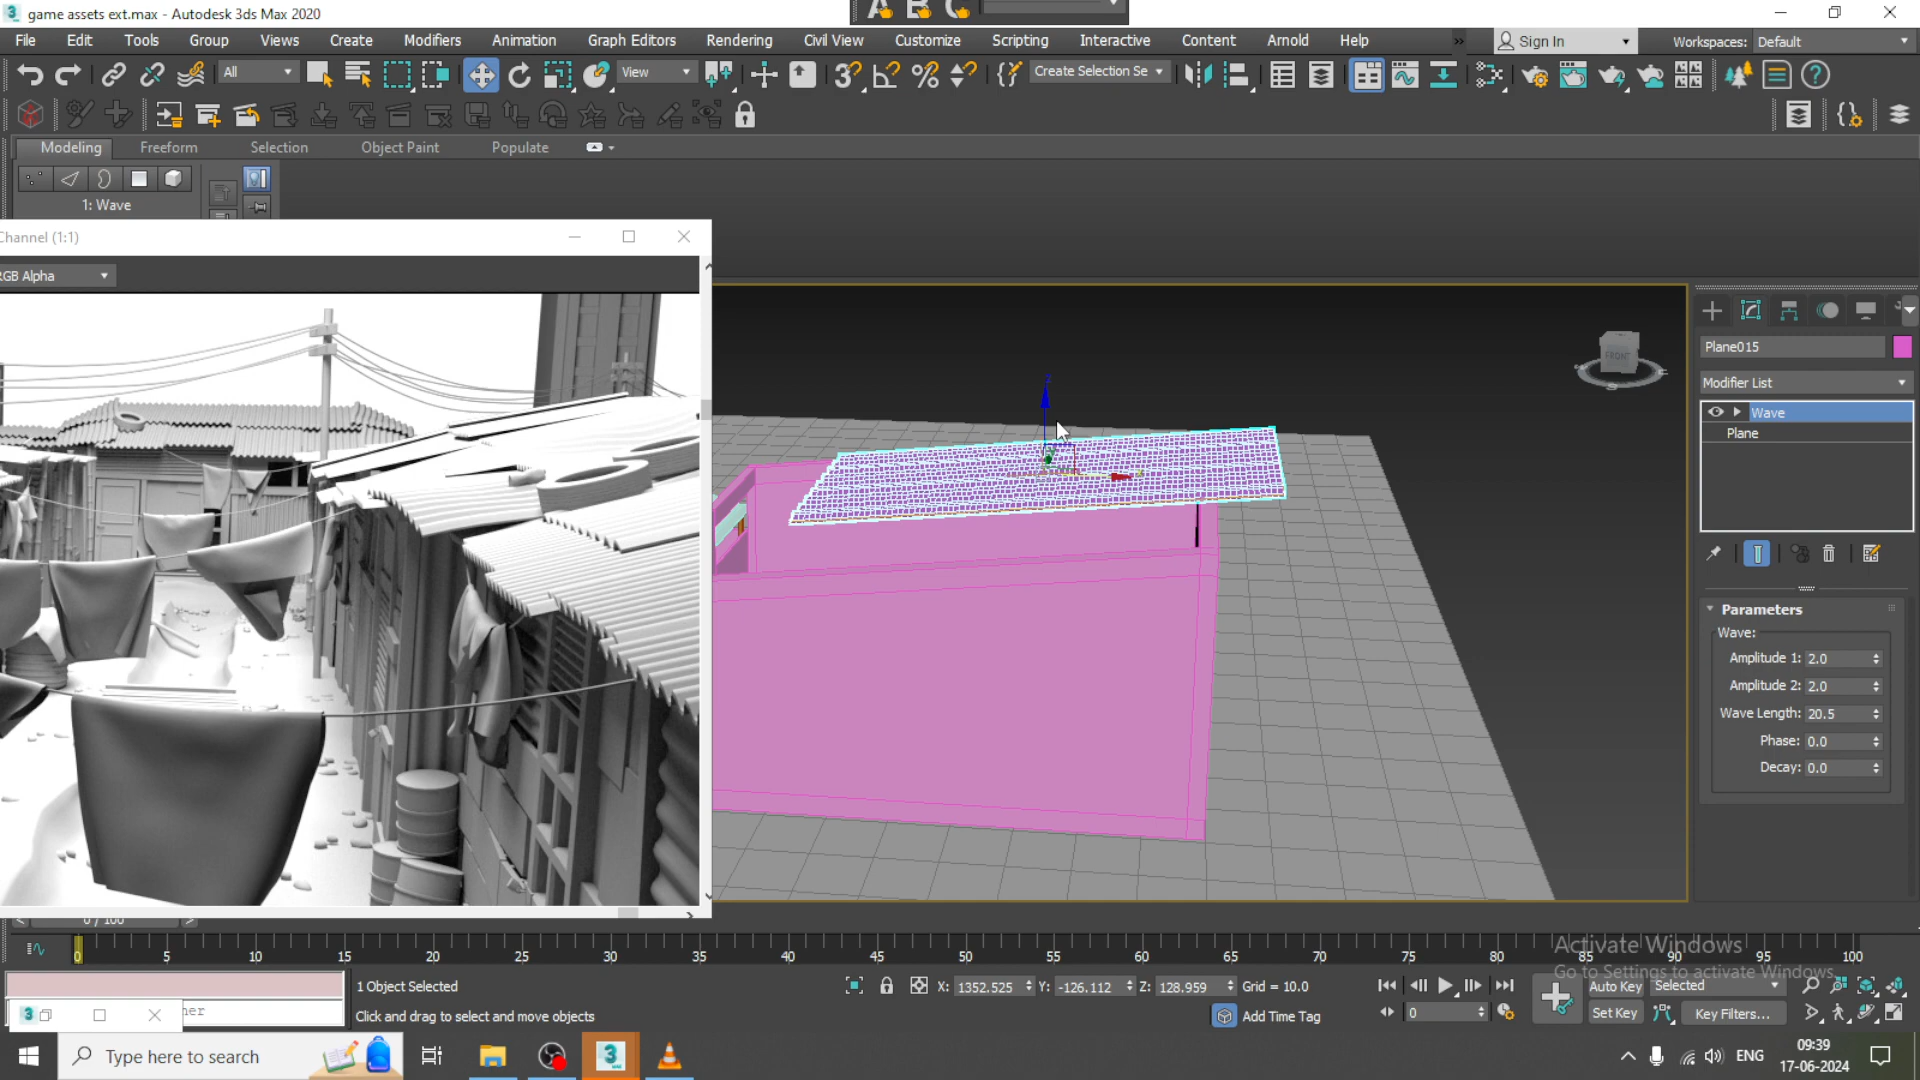 game assets ext.max - Autodesk 3ds Max 2020
File Edit Tools Group Views Create Modifiers Animation Graph Editors Rendering Civil View Customize Scripting Interactive Content Arnold Help
Sign In
Workspaces: Default
All
View
Create Selection Se
Modeling Freeform Selection Object Paint Populate
1: Wave
Channel (1:1)
RGB Alpha
FRONT
Plane015
Modifier List
Wave
Plane
Parameters
Wave:
Amplitude 1: 2.0
Amplitude 2: 2.0
Wave Length: 20.5
Phase: 0.0
Decay: 0.0
0 / 100
0 5 10 15 20 25 30 35 40 45 50 55 60 65 70 75 80 85 90 95 100
Activate Windows
Go to Settings to activate Windows.
1 Object Selected
Click and drag to select and move objects
X: 1352.525 Y: -126.112 Z: 128.959 Grid = 10.0
Add Time Tag
0
Auto Key Selected
Set Key Key Filters...
Type here to search
ENG
09:39
17-06-2024